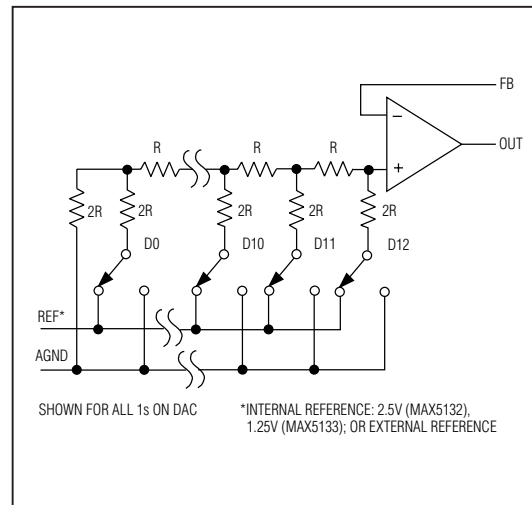 FB
−
OUT
R
R
R
+
2R
2R
2R
2R
2R
D0
D10
D11
D12
REF*
AGND
SHOWN FOR ALL 1s ON DAC
*INTERNAL REFERENCE: 2.5V (MAX5132),
1.25V (MAX5133); OR EXTERNAL REFERENCE